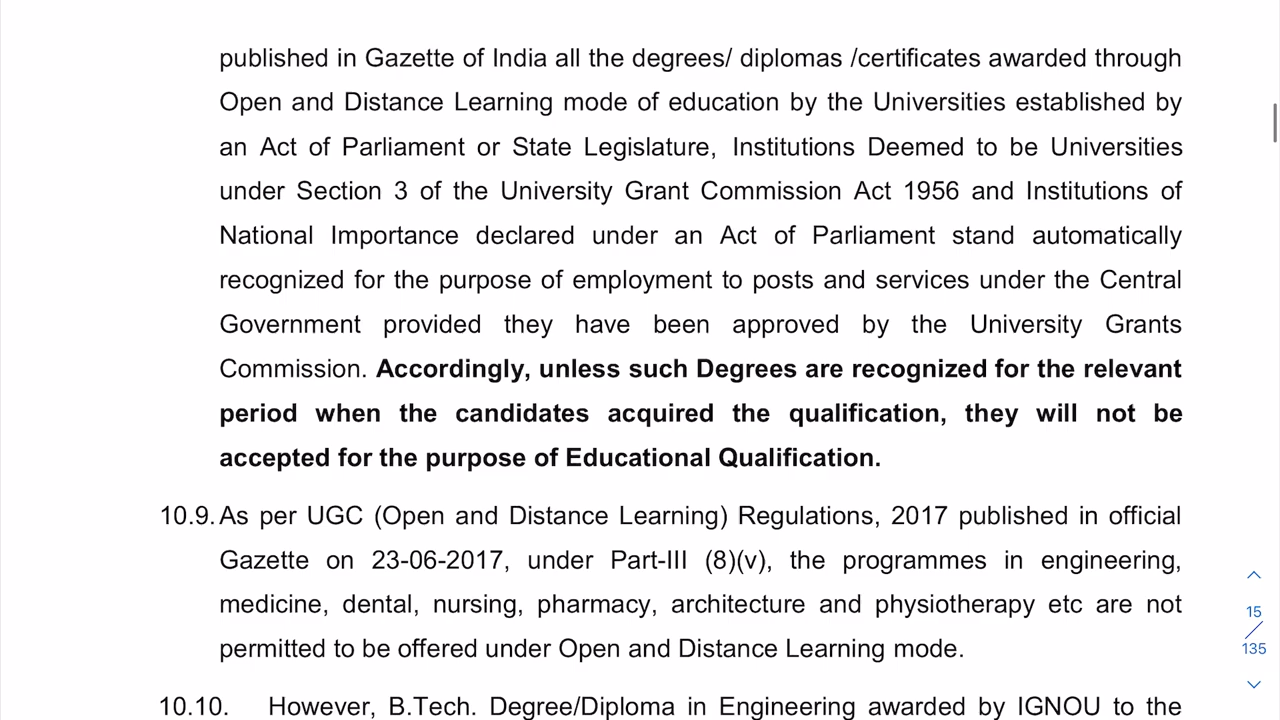 published in Gazette of India all the degrees/ diplomas /certificates awarded through
Open and Distance Learning mode of education by the Universities established by
an Act of Parliament or State Legislature, Institutions Deemed to be Universities
under Section 3 of the University Grant Commission Act 1956 and Institutions of
National Importance declared under an Act of Parliament stand automatically
recognized for the purpose of employment to posts and services under the Central
Government provided they have been approved by the University Grants
Commission. Accordingly, unless such Degrees are recognized for the relevant
period when the candidates acquired the qualification, they will not be
accepted for the purpose of Educational Qualification.
10.9. As per UGC (Open and Distance Learning) Regulations, 2017 published in official
Gazette on 23-06-2017, under Part-III (8)(v), the programmes in engineering,
medicine, dental, nursing, pharmacy, architecture and physiotherapy etc are not
permitted to be offered under Open and Distance Learning mode.
10.10. However, B.Tech. Degree/Diploma in Engineering awarded by IGNOU to the
15
/
135